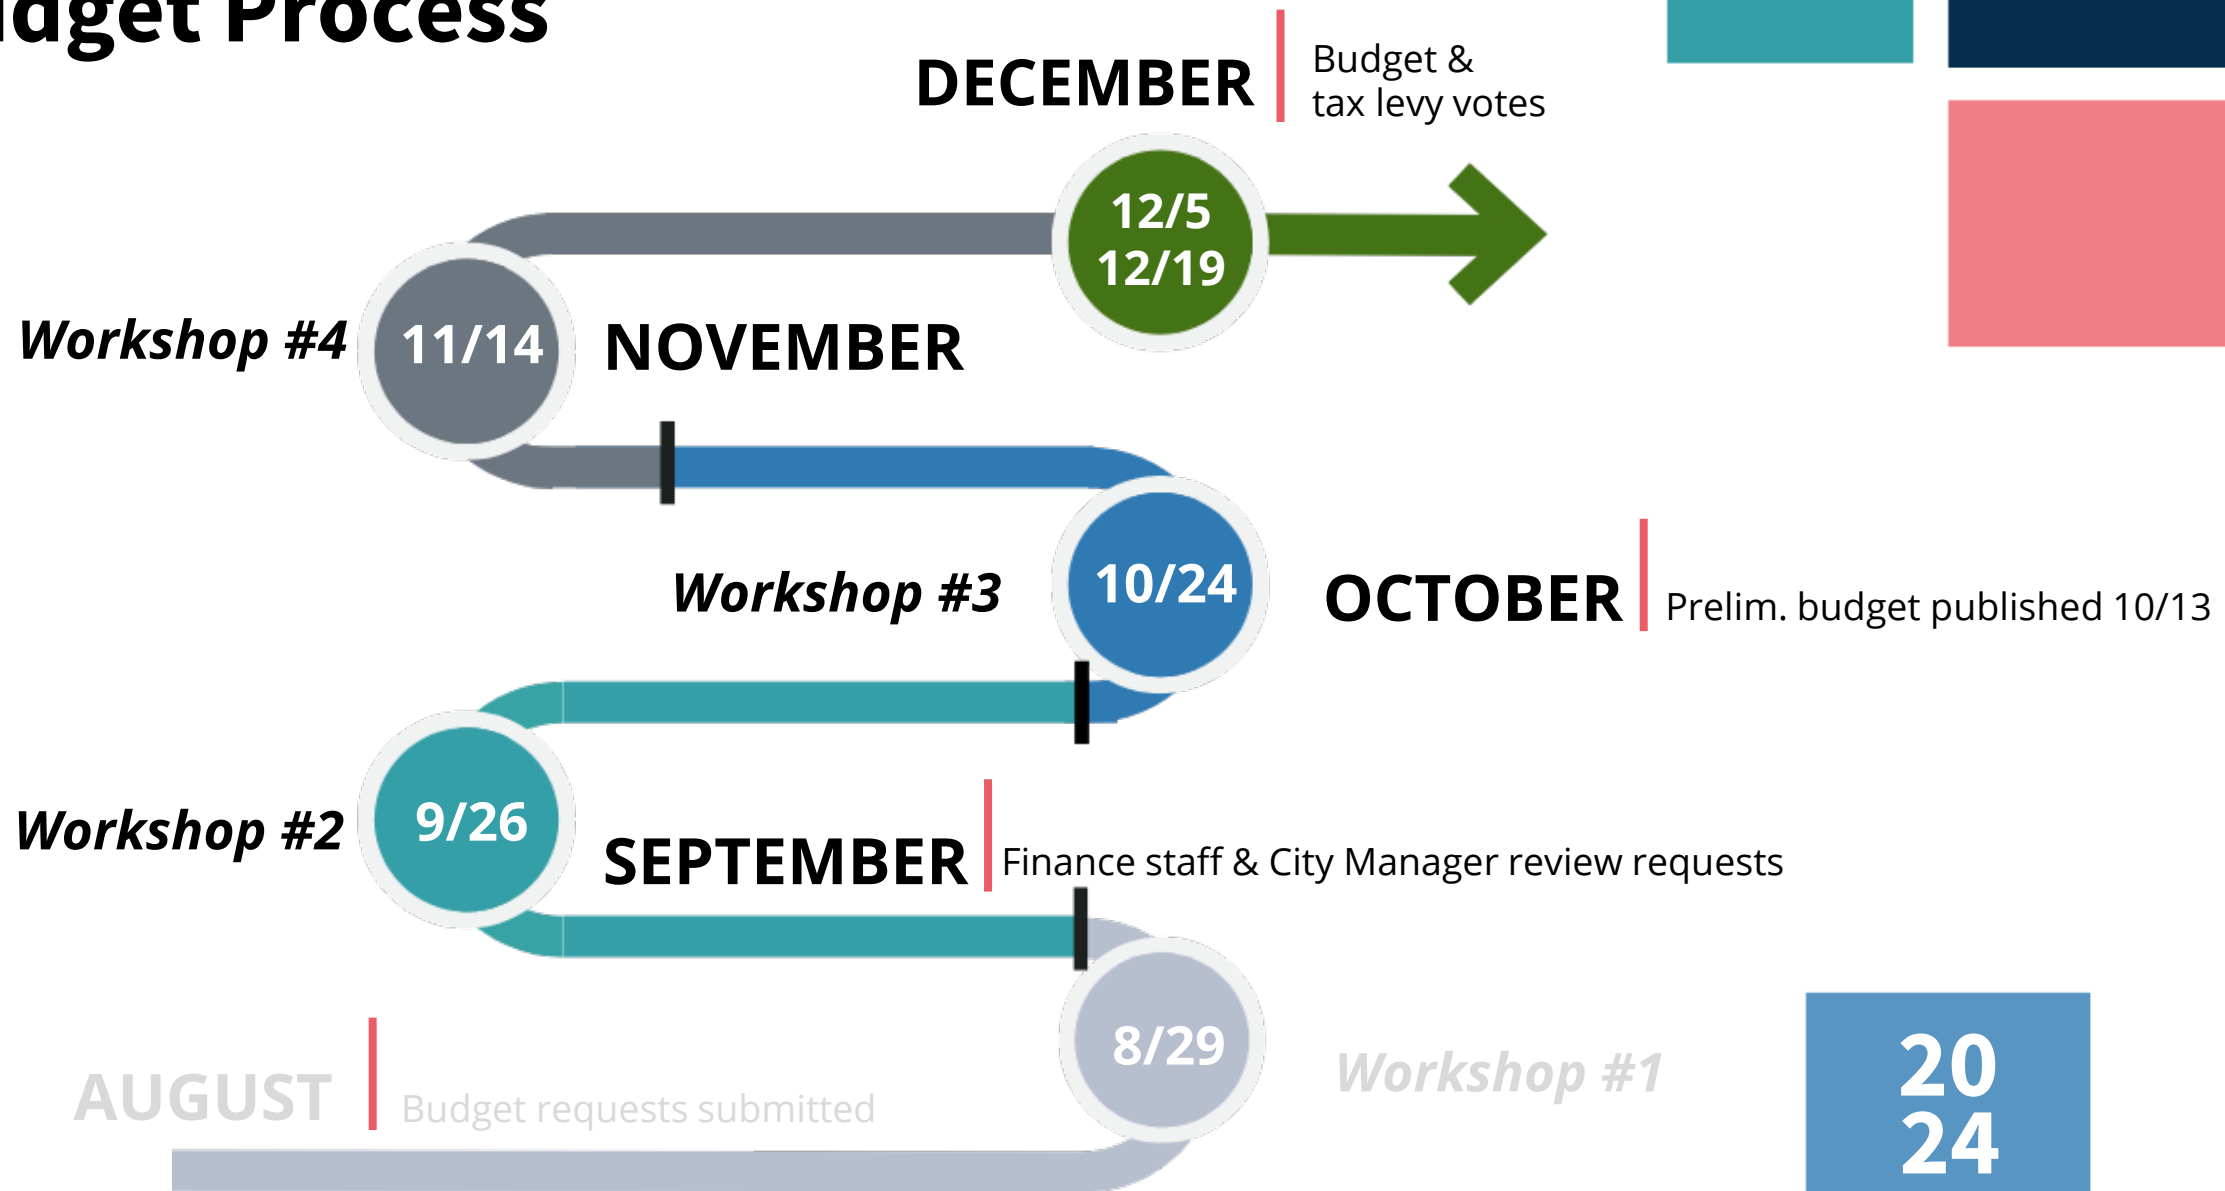 Process
DECEMBER
Budget &
tax levy votes
12/5
12/19
Workshop #4
11/14
NOVEMBER
Workshop #3
10/24
OCTOBER
Prelim. budget published 10/13
Workshop #2
9/26
SEPTEMBER
Finance staff & City Manager review requests
8/29
Workshop #1
AUGUST
Budget requests submitted
20
24